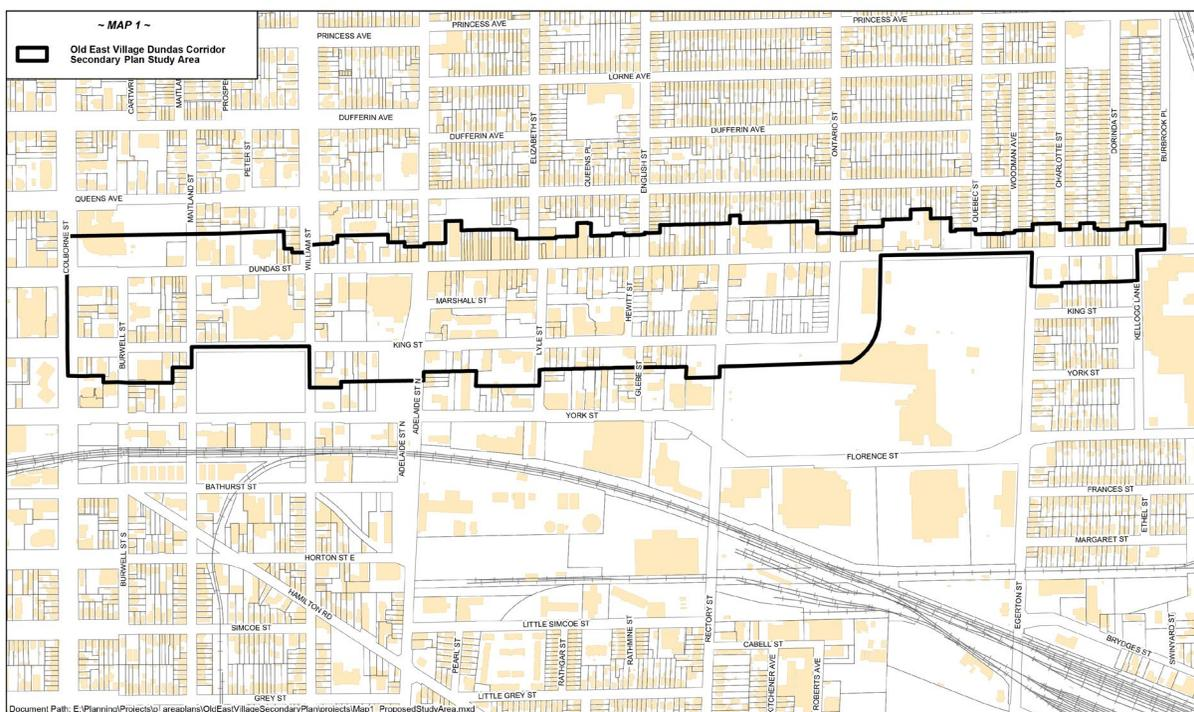 ~ MAP 1 ~
Old East Village Dundas Corridor
Secondary Plan Study Area
PRINCESS AVE
PRINCESS AVE
PRINCESS AVE
LORNE AVE
MAITLA
PROSPE
CARTWR
DUFFERIN AVE
DUFFERIN AVE
DUFFERIN AVE
ELIZABETH ST
ONTARIO ST
PETER ST
QUEENS PL
ENGLISH ST
WOODMAN AVE
CHARLOTTE ST
DORINDA ST
BURBROOK PL
QUEENS AVE
MAITLAND ST
QUEBEC ST
COLBORNE ST
WILLIAM ST
DUNDAS ST
MARSHALL ST
HEWITT ST
KELLOGG LANE
KING ST
BURWELL ST
KING ST
LYLE ST
GLEBE ST
YORK ST
ADELAIDE ST N
YORK ST
ADELAIDE ST N
FLORENCE ST
BATHURST ST
FRANCES ST
ETHEL ST
BURWELL ST S
MARGARET ST
HORTON ST E
HAMILTON RD
RECTORY ST
EGERTON ST
LITTLE SIMCOE ST
SIMCOE ST
PEARL ST
RATHGAR ST
RATHMINE ST
CABELL ST
BRYDGES ST
SWINYARD ST
KITCHENER AVE
ROBERTS AVE
LITTLE GREY ST
GREY ST